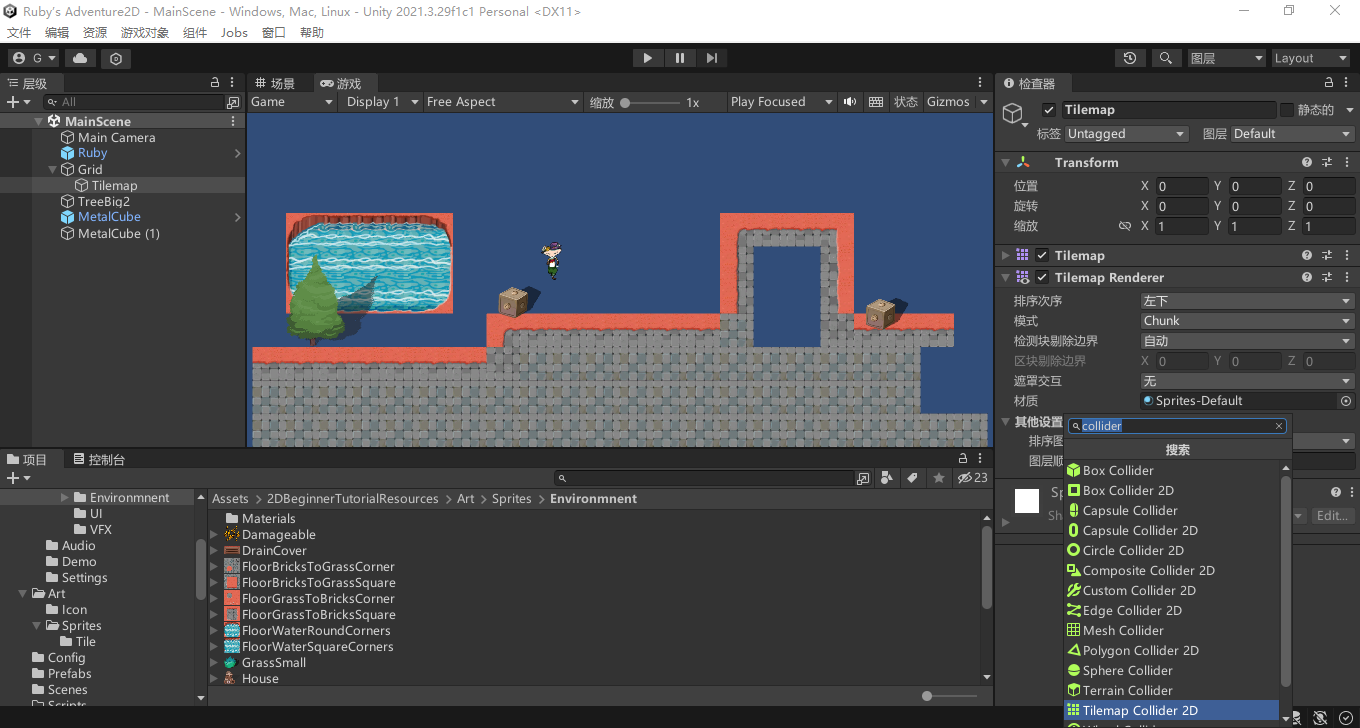 Ruby's Adventure2D - MainScene - Windows, Mac, Linux - Unity 2021.3.29f1c1 Personal <DX11>
文件 编辑 资源 游戏对象 组件 Jobs 窗口 帮助
G 图层 Layout
层级
All
MainScene
Main Camera
Ruby
Grid
Tilemap
TreeBig2
MetalCube
MetalCube (1)
场景 游戏
Game Display 1 Free Aspect 缩放 1x Play Focused 状态 Gizmos
检查器
Tilemap 静态的
标签 Untagged 图层 Default
Transform
位置 X 0 Y 0 Z 0
旋转 X 0 Y 0 Z 0
缩放 X 1 Y 1 Z 1
Tilemap
Tilemap Renderer
排序次序 左下
模式 Chunk
检测块剔除边界 自动
区块剔除边界 X 0 Y 0 Z 0
遮罩交互 无
材质 Sprites-Default
其他设置
排序图
图层顺
Sp
Sh
Edit...
collider
搜索
Box Collider
Box Collider 2D
Capsule Collider
Capsule Collider 2D
Circle Collider 2D
Composite Collider 2D
Custom Collider 2D
Edge Collider 2D
Mesh Collider
Polygon Collider 2D
Sphere Collider
Terrain Collider
Tilemap Collider 2D
项目 控制台
23
Environmnent
UI
VFX
Audio
Demo
Settings
Art
Icon
Sprites
Tile
Config
Prefabs
Scenes
Scripts
Assets > 2DBeginnerTutorialResources > Art > Sprites > Environmnent
Materials
Damageable
DrainCover
FloorBricksToGrassCorner
FloorBricksToGrassSquare
FloorGrassToBricksCorner
FloorGrassToBricksSquare
FloorWaterRoundCorners
FloorWaterSquareCorners
GrassSmall
House